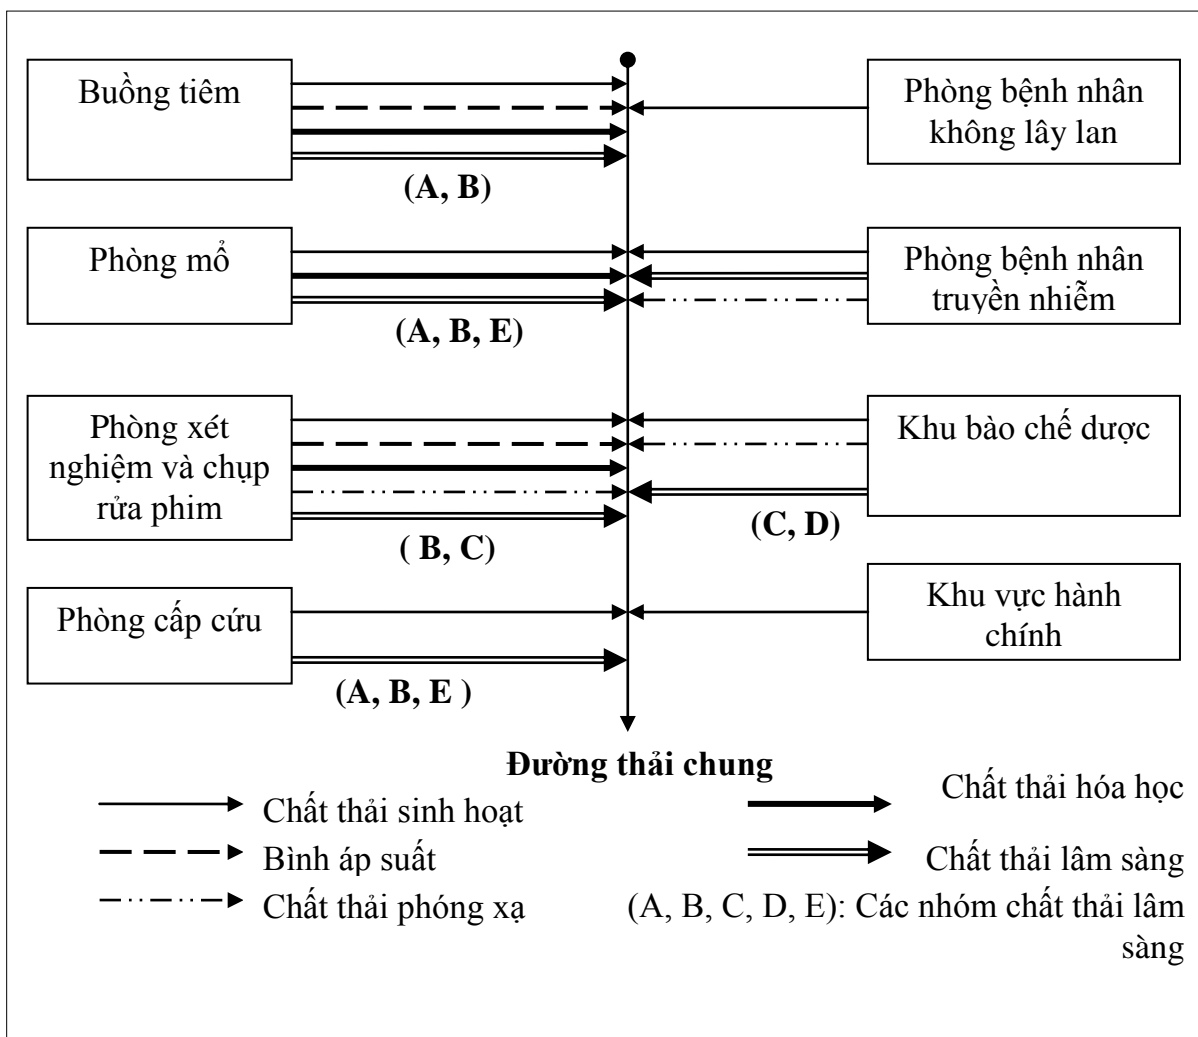 Buồng tiêm
(A, B)
Phòng bệnh nhân
không lây lan
Phòng mổ
(A, B, E)
Phòng bệnh nhân
truyền nhiễm
Phòng xét
nghiệm và chụp
rửa phim
( B, C)
Khu bào chế dược
(C, D)
Phòng cấp cứu
(A, B, E )
Khu vực hành
chính
Đường thải chung
Chất thải sinh hoạt
Bình áp suất
Chất thải phóng xạ
Chất thải hóa học
Chất thải lâm sàng
(A, B, C, D, E): Các nhóm chất thải lâm
sàng